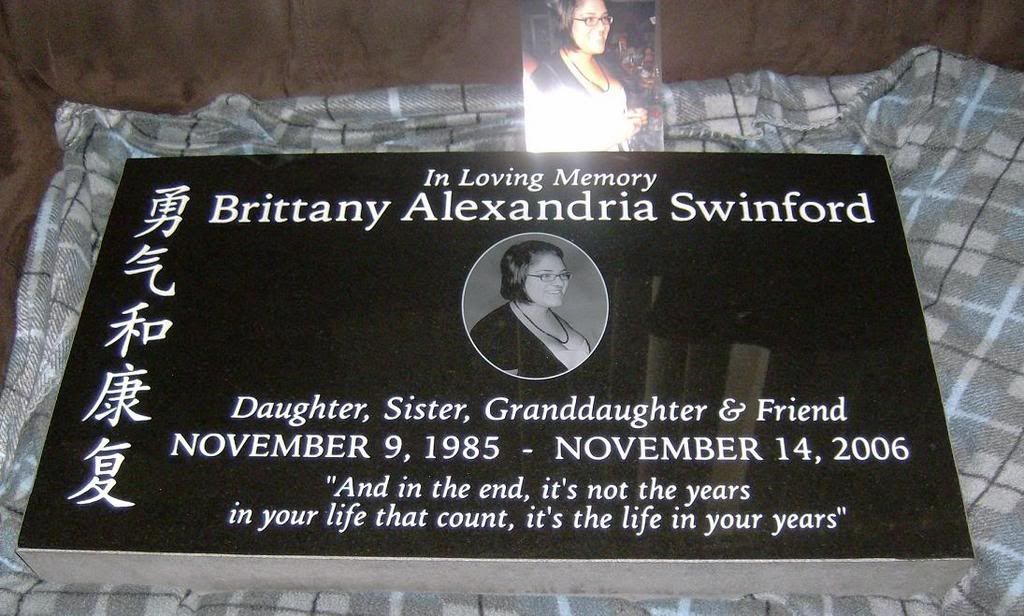 勇气和康复
In Loving Memory
Brittany Alexandria Swinford
Daughter, Sister, Granddaughter & Friend
NOVEMBER 9, 1985 - NOVEMBER 14, 2006
"And in the end, it's not the years
in your life that count, it's the life in your years"